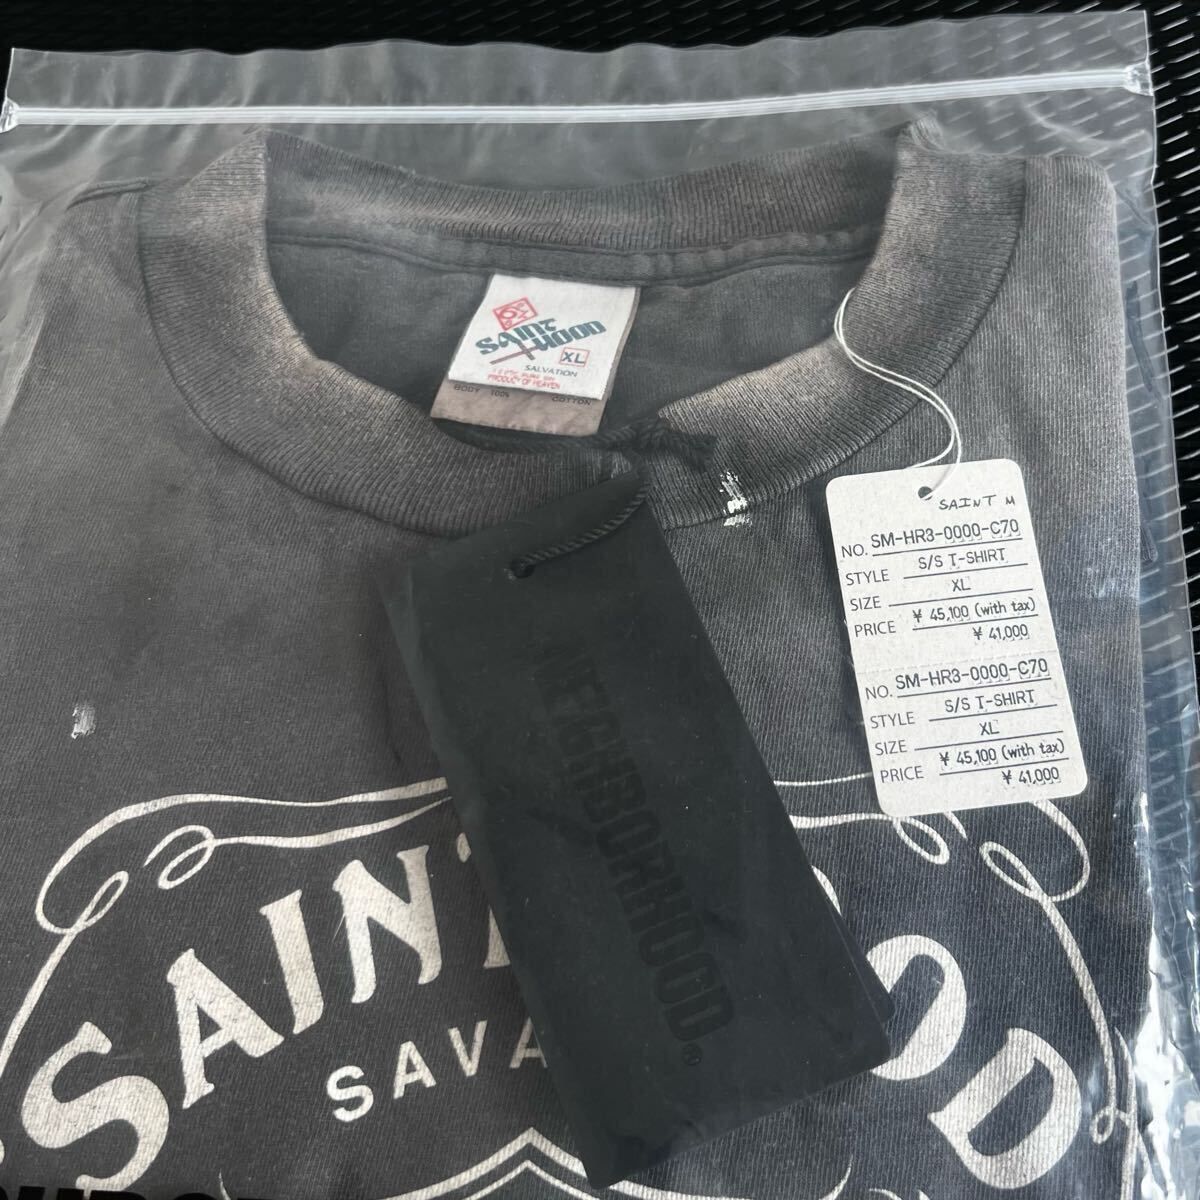 SAINT
HOOD
XL
SALVATION
PRODUCT OF HEAVEN
BODY 100% COTTON
NEIGHBORHOOD®
SAINT M
NO. SM-HR3-0000-C70
STYLE S/S T-SHIRT
SIZE XL
PRICE ¥ 45,100 (with tax)
¥ 41,000
NO. SM-HR3-0000-C70
STYLE S/S T-SHIRT
SIZE XL
PRICE ¥ 45,100 (with tax)
¥ 41,000
SAINT OOD
SAVA